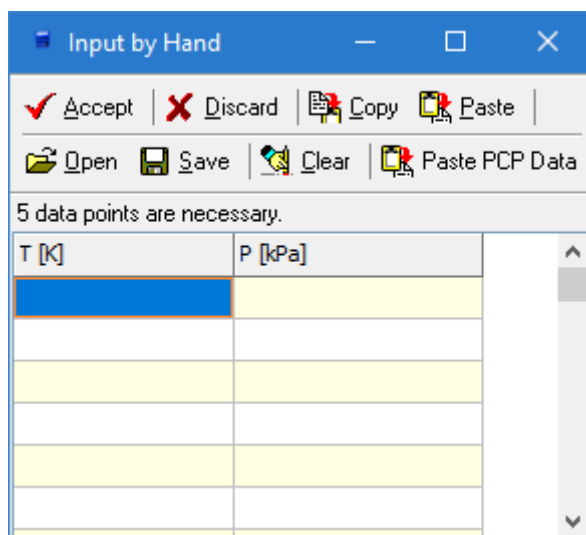 Input by Hand
Accept Discard Copy Paste
Open Save Clear Paste PCP Data
5 data points are necessary.
T [K] P [kPa]